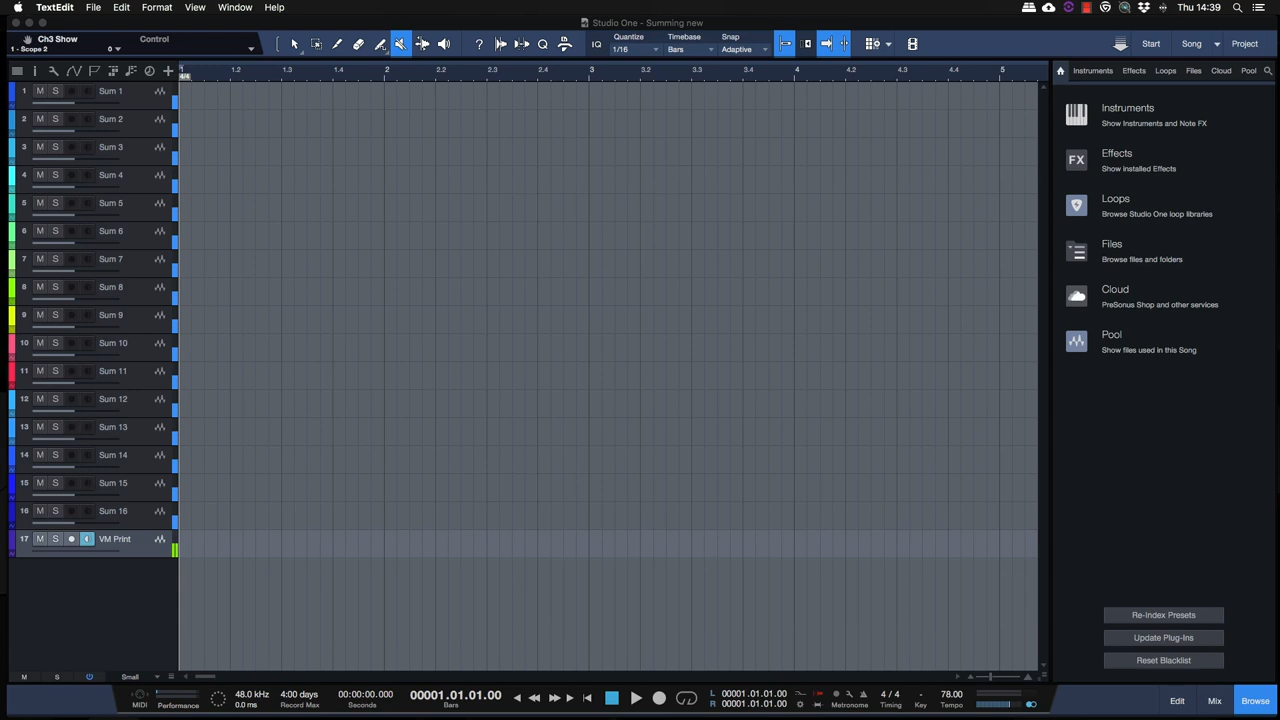 TextEdit File Edit Format View Window Help Thu 14:39
Studio One - Summing new
Ch3 Show Control
1 - Scope 2 0
Quantize Timebase Snap
IQ 1/16 Bars Adaptive
Start Song Project
1 1.2 1.3 1.4 2 2.2 2.3 2.4 3 3.2 3.3 3.4 4 4.2 4.3 4.4 5
4/4
Instruments Effects Loops Files Cloud Pool
1 M S Sum 1
2 M S Sum 2
3 M S Sum 3
4 M S Sum 4
5 M S Sum 5
6 M S Sum 6
7 M S Sum 7
8 M S Sum 8
9 M S Sum 9
10 M S Sum 10
11 M S Sum 11
12 M S Sum 12
13 M S Sum 13
14 M S Sum 14
15 M S Sum 15
16 M S Sum 16
17 M S VM Print
Instruments
Show Instruments and Note FX
FX
Effects
Show installed Effects
Loops
Browse Studio One loop libraries
Files
Browse files and folders
Cloud
PreSonus Shop and other services
Pool
Show files used in this Song
Re-Index Presets
Update Plug-Ins
Reset Blacklist
M S Small
MIDI Performance
48.0 kHz
0.0 ms
4:00 days
Record Max
00:00:00.000
Seconds
00001.01.01.00
Bars
L 00001.01.01.00
R 00001.01.01.00
4 / 4
Metronome
-
Key
78.00
Tempo
Edit Mix Browse